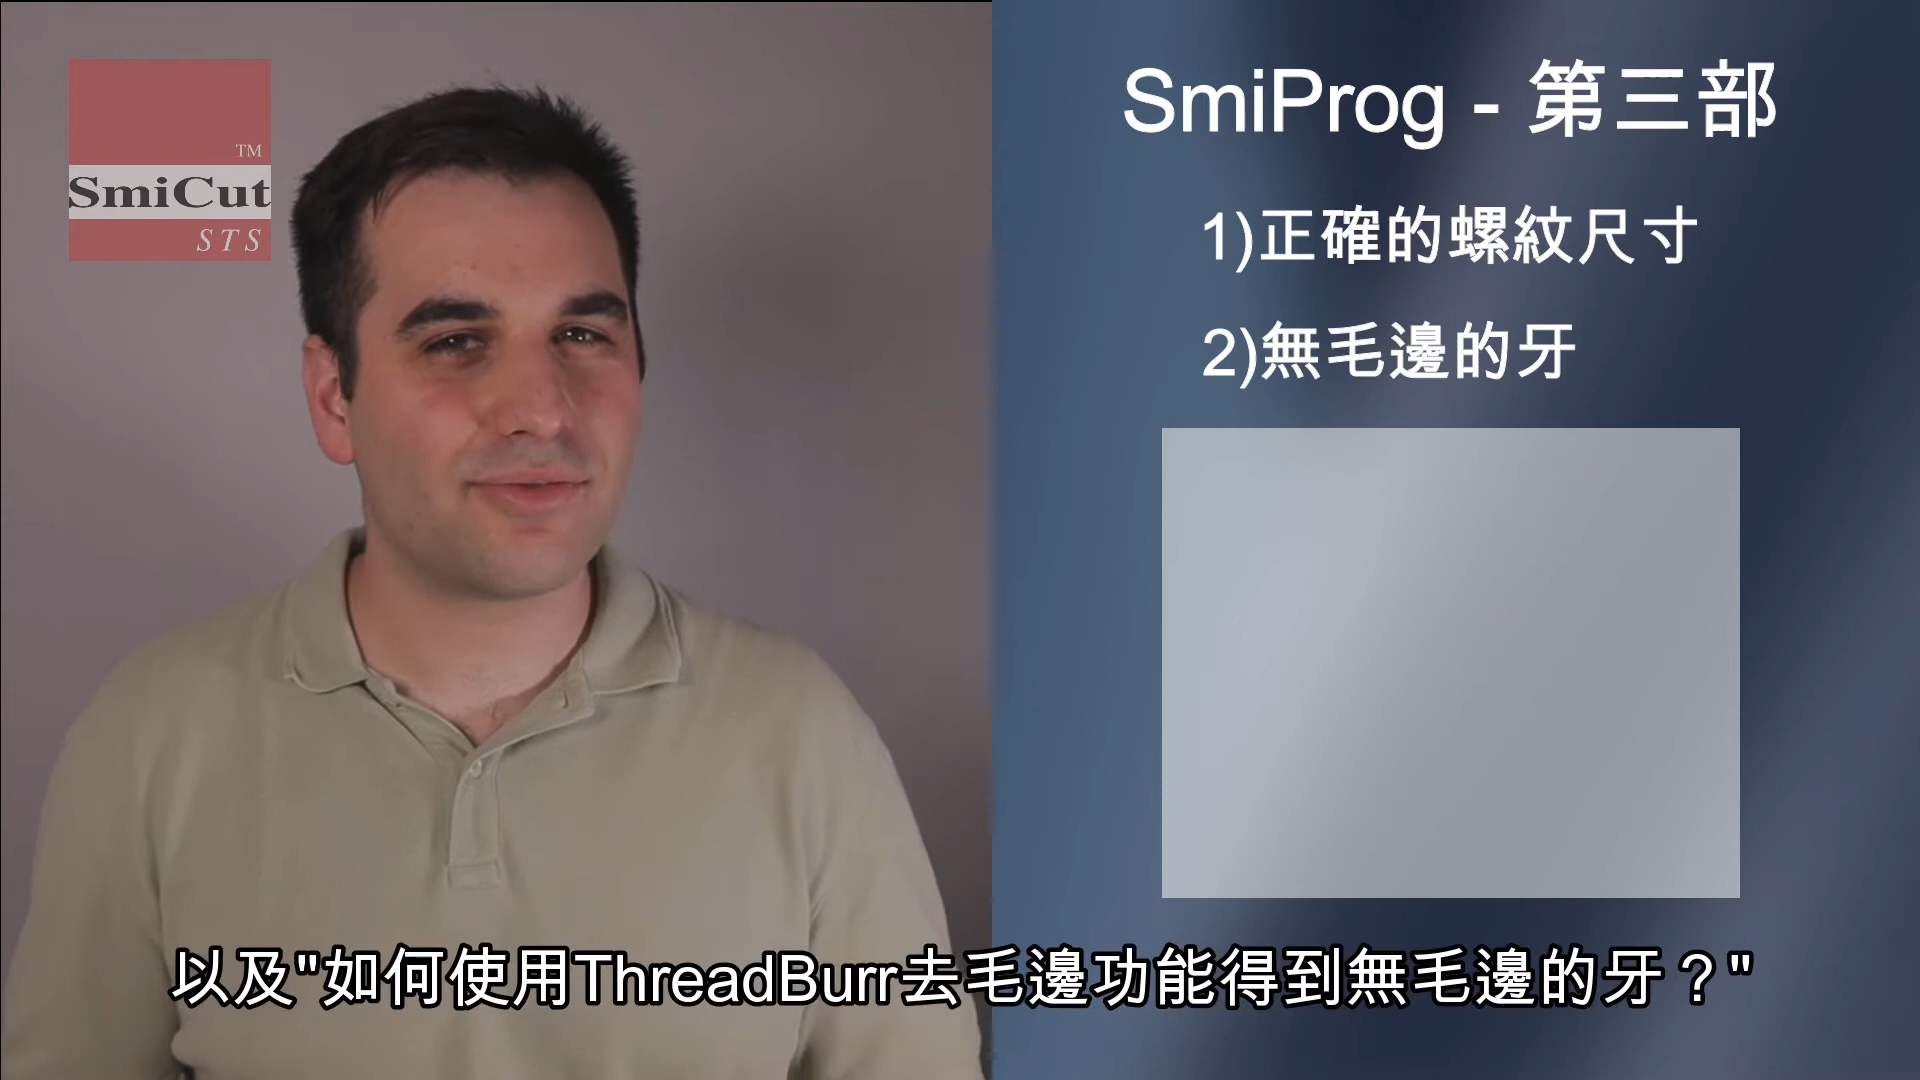 TM
SmiCut
STS
SmiProg - 第三部
1)正確的螺紋尺寸
2)無毛邊的牙
以及"如何使用ThreadBurr去毛邊功能得到無毛邊的牙？"